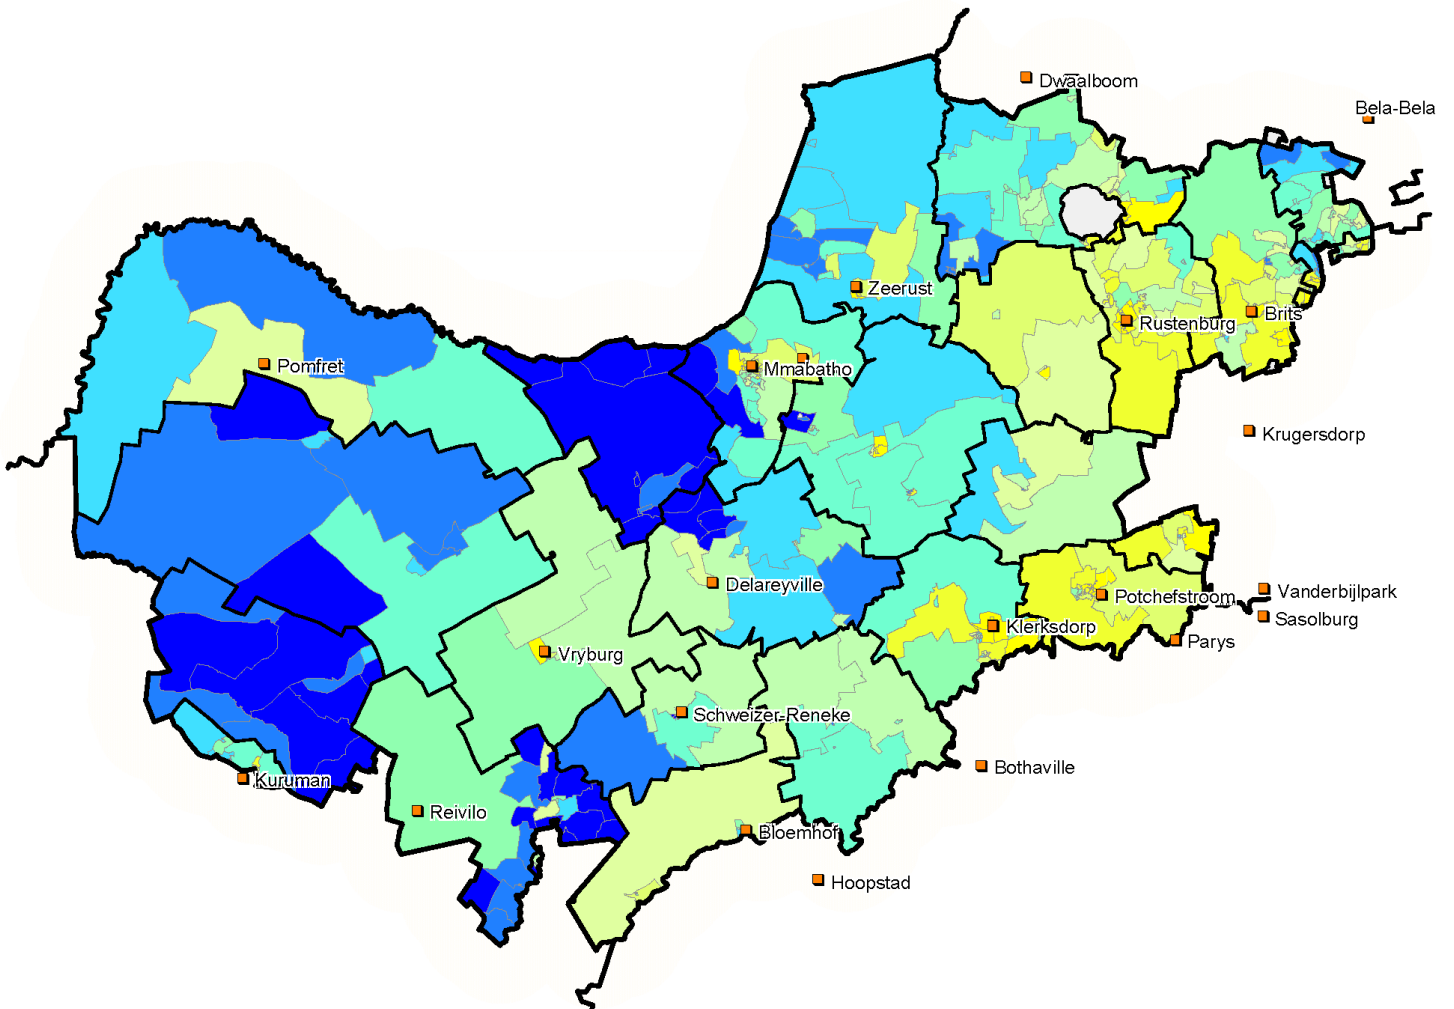 Dwaalboom
Bela-Bela
Zeerust
Brits
Rustenburg
Pomfret
Mmabatho
Krugersdorp
Delareyville
Vanderbijlpark
Potchefstroom
Sasolburg
Klerksdorp
Parys
Vryburg
Schweizer-Reneke
Bothaville
Kuruman
Reivilo
Bloemhof
Hoopstad